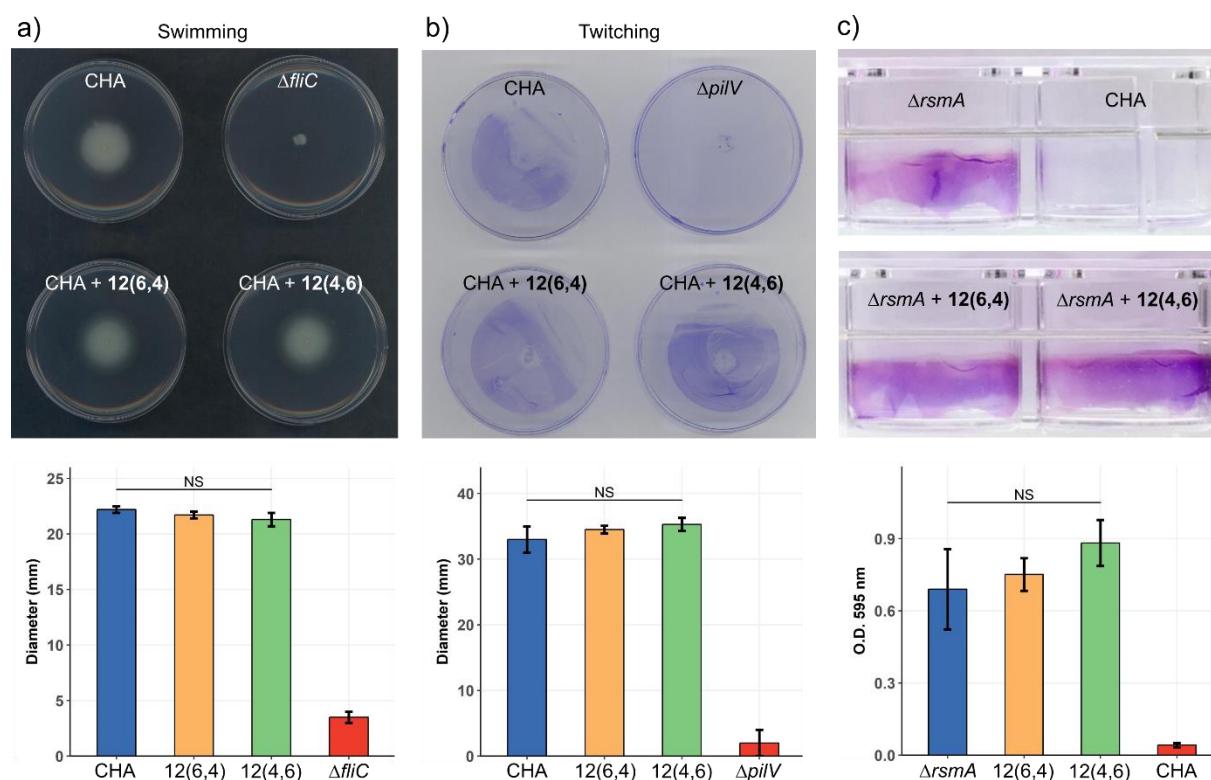 a)
Swimming
CHA
ΔfliC
CHA + 12(6,4)
CHA + 12(4,6)
25
20
15
10
5
0
Diameter (mm)
NS
CHA
12(6,4)
12(4,6)
ΔfliC
b)
Twitching
CHA
ΔpilV
CHA + 12(6,4)
CHA + 12(4,6)
40
30
20
10
0
Diameter (mm)
NS
CHA
12(6,4)
12(4,6)
ΔpilV
c)
ΔrsmA
CHA
ΔrsmA + 12(6,4)
ΔrsmA + 12(4,6)
0.9
0.6
0.3
0.0
O.D. 595 nm
NS
ΔrsmA
12(6,4)
12(4,6)
CHA